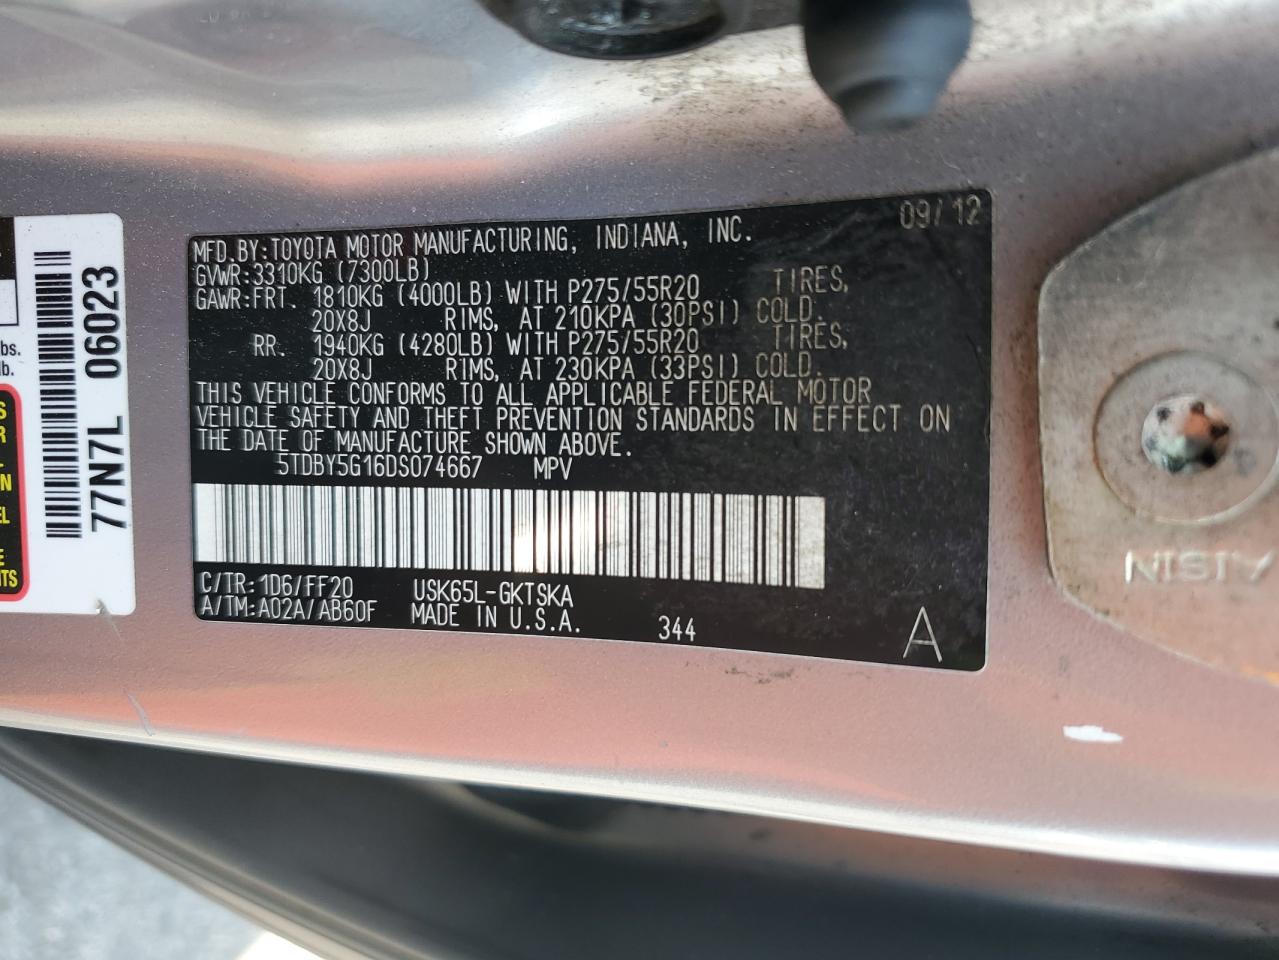 09/12
MFD.BY:TOYOTA MOTOR MANUFACTURING, INDIANA, INC.
GVWR:3310KG (7300LB)
GAWR:FRT. 1810KG (4000LB) WITH P275/55R20 TIRES,
20X8J RIMS, AT 210KPA (30PSI) COLD.
RR. 1940KG (4280LB) WITH P275/55R20 TIRES,
20X8J RIMS, AT 230KPA (33PSI) COLD.
THIS VEHICLE CONFORMS TO ALL APPLICABLE FEDERAL MOTOR
VEHICLE SAFETY AND THEFT PREVENTION STANDARDS IN EFFECT ON
THE DATE OF MANUFACTURE SHOWN ABOVE.
5TDBY5G16DS074667 MPV
C/TR:1D6/FF20 USK65L-GKTSKA
A/TM:A02A/AB60F MADE IN U.S.A. 344
A
77N7L 06023
lb.
AISIN